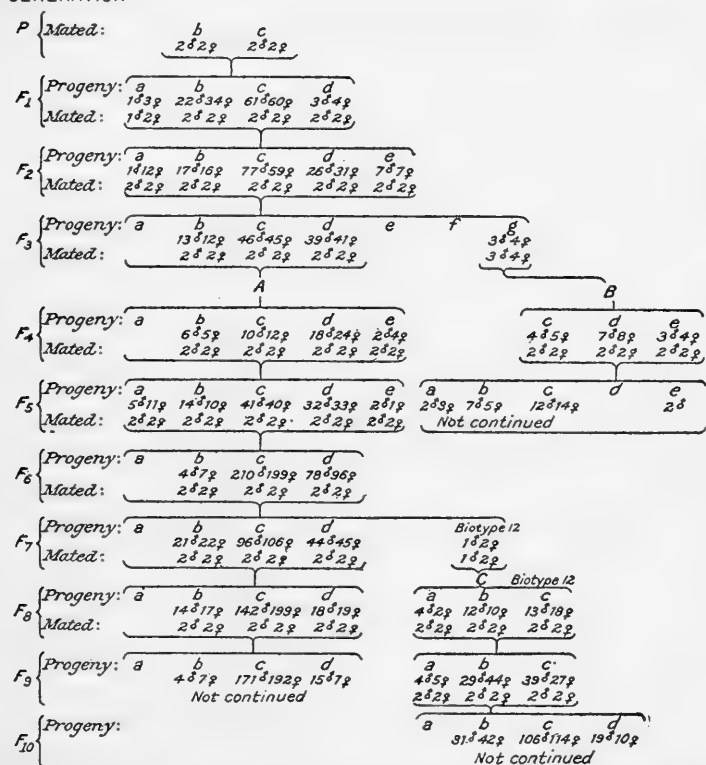 P Mated: b c
2♂2♀ 2♂2♀
F1 Progeny: a b c d
1♂3♀ 22♂34♀ 61♂60♀ 3♂4♀
Mated: 1♂2♀ 2♂2♀ 2♂2♀ 2♂2♀
F2 Progeny: a b c d e
1♂12♀ 17♂16♀ 77♂59♀ 26♂31♀ 7♂7♀
Mated: 2♂2♀ 2♂2♀ 2♂2♀ 2♂2♀ 2♂2♀
F3 Progeny: a b c d e f g
13♂12♀ 46♂45♀ 39♂41♀ 3♂4♀
Mated: 2♂2♀ 2♂2♀ 2♂2♀ 3♂4♀
A B
F4 Progeny: a b c d e c d e
6♂5♀ 10♂12♀ 18♂24♀ 2♂4♀ 4♂5♀ 7♂8♀ 3♂4♀
Mated: 2♂2♀ 2♂2♀ 2♂2♀ 2♂2♀ 2♂2♀ 2♂2♀ 2♂2♀
F5 Progeny: a b c d e a b c d e
5♂11♀ 14♂10♀ 41♂40♀ 32♂33♀ 2♂1♀ 2♂3♀ 7♂5♀ 12♂14♀ 2♂
Mated: 2♂2♀ 2♂2♀ 2♂2♀ 2♂2♀ 2♂2♀ Not continued
F6 Progeny: a b c d
4♂7♀ 210♂199♀ 78♂96♀
Mated: 2♂2♀ 2♂2♀ 2♂2♀
F7 Progeny: a b c d Biotype 12
21♂22♀ 96♂106♀ 44♂45♀ 1♂2♀
Mated: 2♂2♀ 2♂2♀ 2♂2♀ 1♂2♀
C Biotype 12
F8 Progeny: a b c d a b c
14♂17♀ 142♂199♀ 18♂19♀ 4♂2♀ 12♂10♀ 13♂18♀
Mated: 2♂2♀ 2♂2♀ 2♂2♀ 2♂2♀ 2♂2♀ 2♂2♀
F9 Progeny: a b c d a b c
4♂7♀ 171♂192♀ 15♂7♀ 4♂5♀ 29♂44♀ 39♂27♀
Not continued 2♂2♀ 2♂2♀ 2♂2♀
F10 Progeny: a b c d
31♂42♀ 106♂114♀ 19♂10♀
Not continued